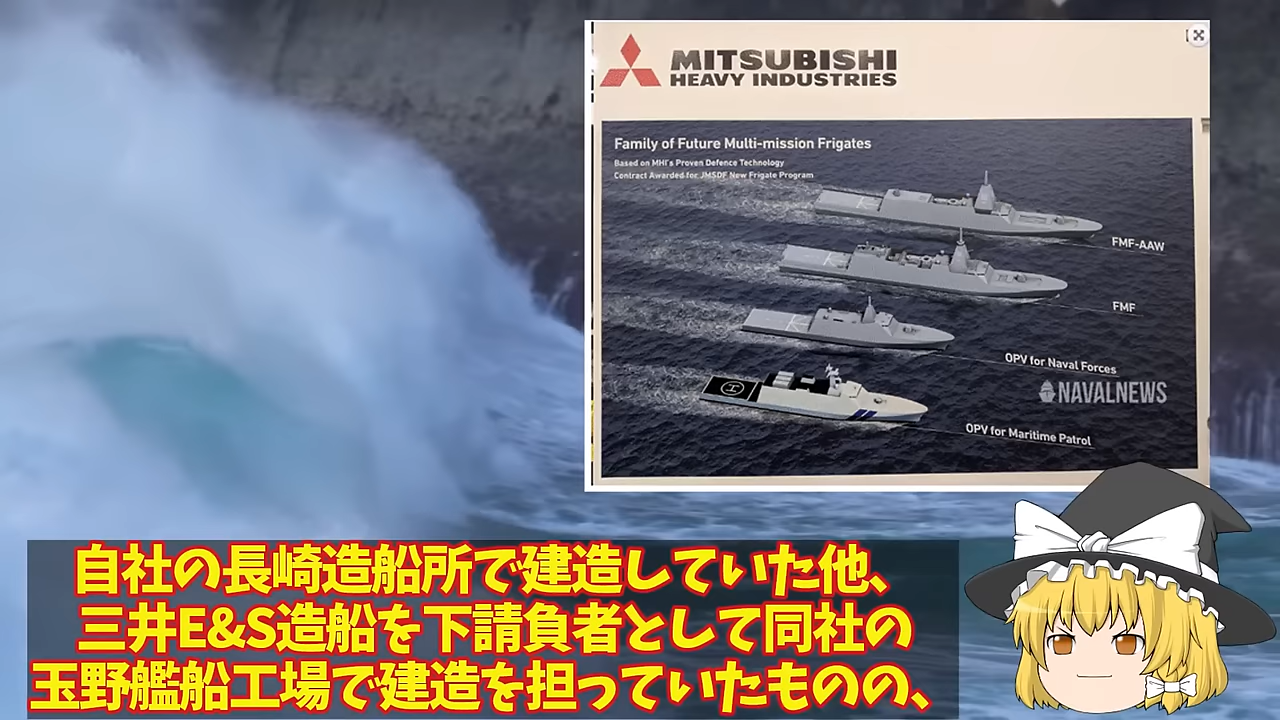 MITSUBISHI
HEAVY INDUSTRIES
Family of Future Multi-mission Frigates
Based on MHI's Proven Defence Technology
Contract Awarded for JMSDF New Frigate Program
FMF-AAW
FMF
OPV for Naval Forces
NAVALNEWS
OPV for Maritime Patrol
自社の長崎造船所で建造していた他、
三井E&S造船を下請負者として同社の
玉野艦船工場で建造を担っていたものの、